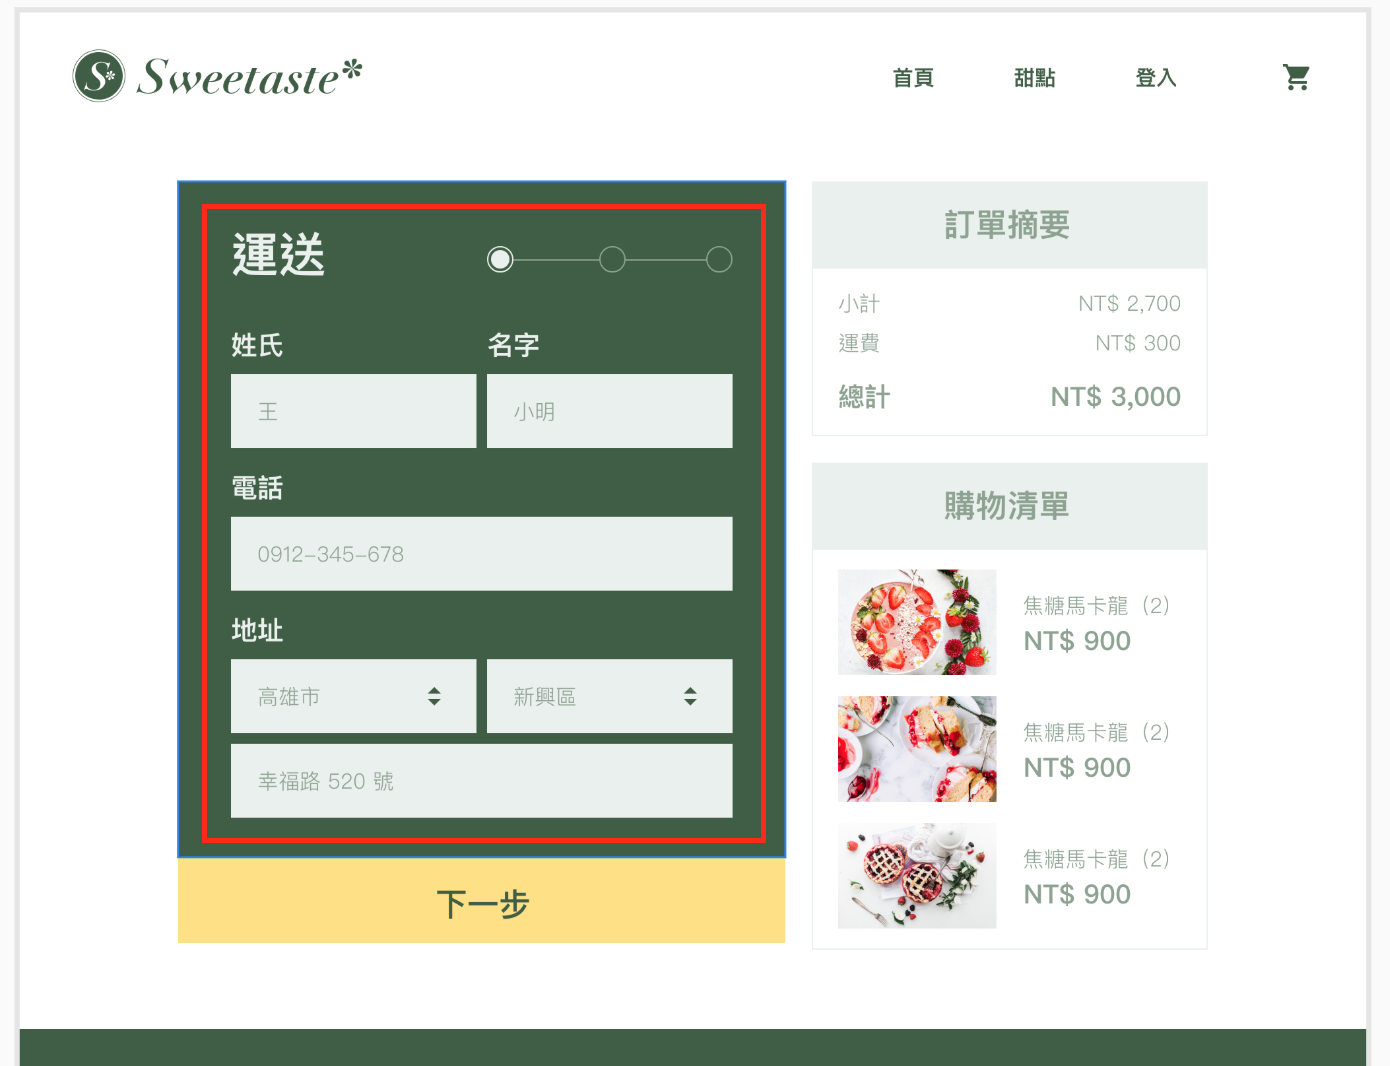 S Sweetaste*
首頁 甜點 登入
運送
姓氏 名字
王 小明
電話
0912-345-678
地址
高雄市 新興區
幸福路 520 號
下一步
訂單摘要
小計 NT$ 2,700
運費 NT$ 300
總計 NT$ 3,000
購物清單
焦糖馬卡龍（2）
NT$ 900
焦糖馬卡龍（2）
NT$ 900
焦糖馬卡龍（2）
NT$ 900